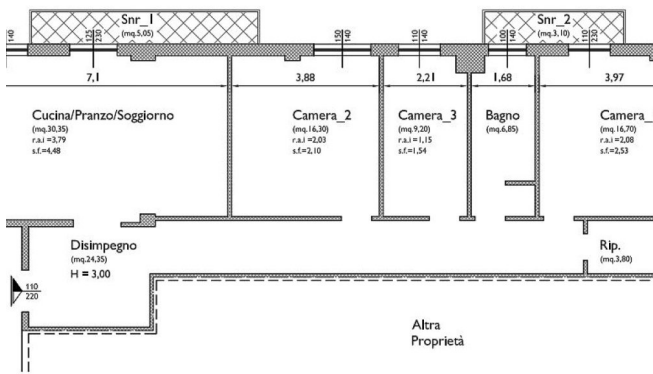 Snr_1
(mq.5,05)
Snr_2
(mq.3,10)
140
125
230
150
140
110
140
100
140
110
230
7,1
3,88
2,21
1,68
3,97
Cucina/Pranzo/Soggiorno
(mq.30,35)
r.a.i =3,79
s.f.=4,48
Camera_2
(mq.16,30)
r.a.i =2,03
s.f.=2,10
Camera_3
(mq.9,20)
r.a.i =1,15
s.f.=1,54
Bagno
(mq.6,85)
Camera_
(mq.16,70)
r.a.i =2,08
s.f.=2,53
Disimpegno
(mq.24,35)
H = 3,00
Rip.
(mq.3,80)
110
220
Altra
Proprietà